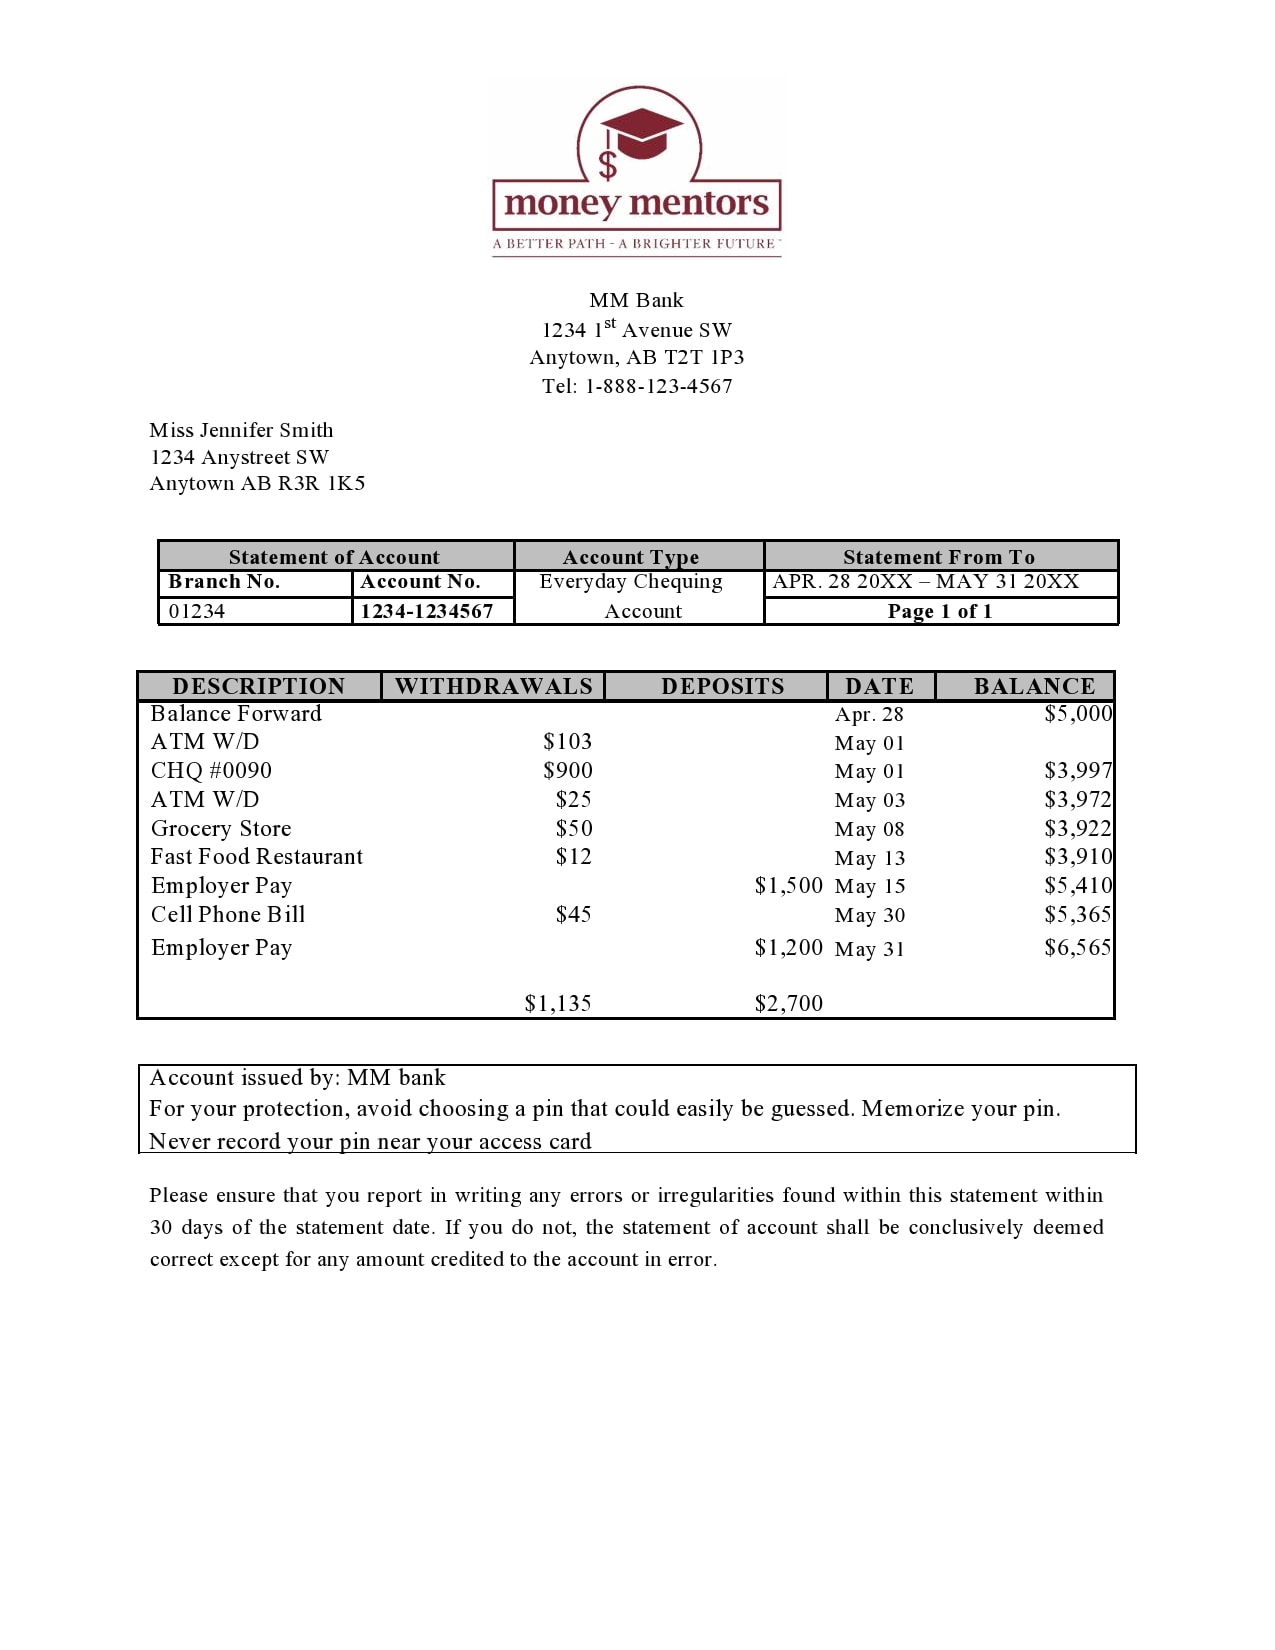 $
money mentors
A BETTER PATH - A BRIGHTER FUTURE
MM Bank
1234 1st Avenue SW
Anytown, AB T2T 1P3
Tel: 1-888-123-4567
Miss Jennifer Smith
1234 Anystreet SW
Anytown AB R3R 1K5
Statement of Account Account Type Statement From To
Branch No. Account No. Everyday Chequing APR. 28 20XX – MAY 31 20XX
01234 1234-1234567 Account Page 1 of 1
DESCRIPTION WITHDRAWALS DEPOSITS DATE BALANCE
Balance Forward Apr. 28 $5,000
ATM W/D $103 May 01
CHQ #0090 $900 May 01 $3,997
ATM W/D $25 May 03 $3,972
Grocery Store $50 May 08 $3,922
Fast Food Restaurant $12 May 13 $3,910
Employer Pay $1,500 May 15 $5,410
Cell Phone Bill $45 May 30 $5,365
Employer Pay $1,200 May 31 $6,565
$1,135 $2,700
Account issued by: MM bank
For your protection, avoid choosing a pin that could easily be guessed. Memorize your pin.
Never record your pin near your access card
Please ensure that you report in writing any errors or irregularities found within this statement within
30 days of the statement date. If you do not, the statement of account shall be conclusively deemed
correct except for any amount credited to the account in error.